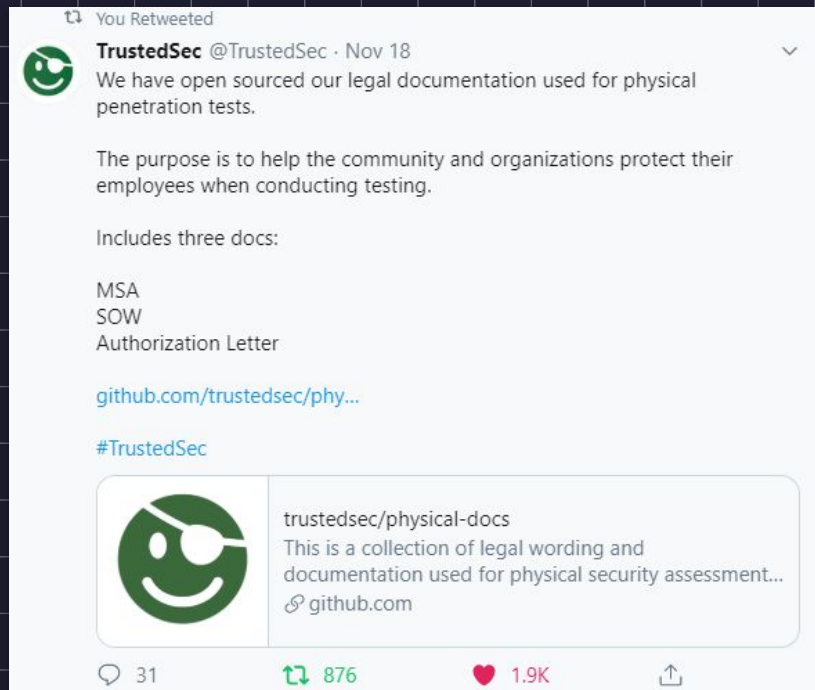 You Retweeted
TrustedSec @TrustedSec · Nov 18
We have open sourced our legal documentation used for physical
penetration tests.
The purpose is to help the community and organizations protect their
employees when conducting testing.
Includes three docs:
MSA
SOW
Authorization Letter
github.com/trustedsec/phy...
#TrustedSec
trustedsec/physical-docs
This is a collection of legal wording and
documentation used for physical security assessment...
github.com
31 876 1.9K